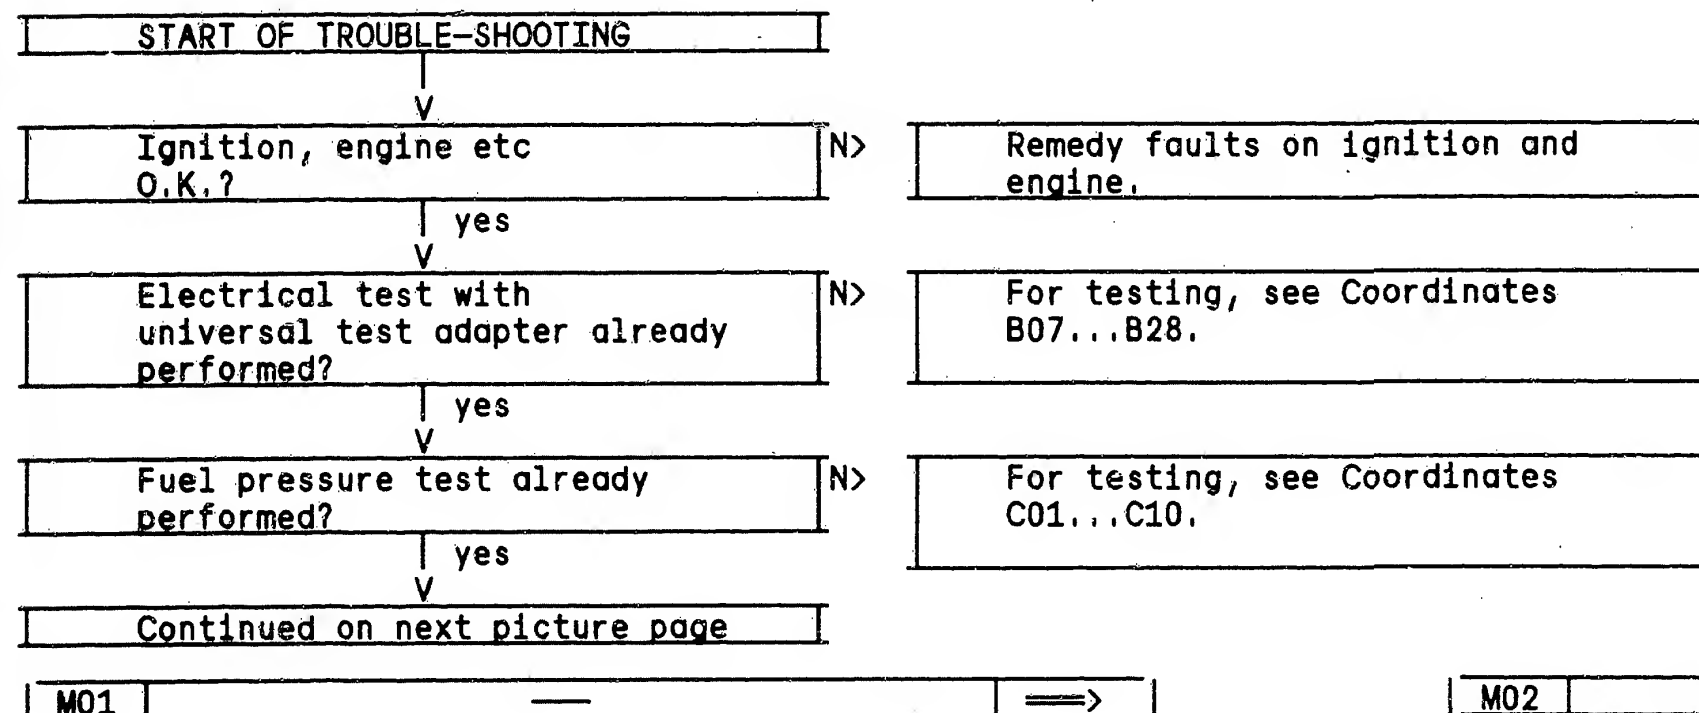 START OF TROUBLE-SHOOTING
Ignition, engine etc
O.K.?
N>
Remedy faults on ignition and
engine.
yes
Electrical test with
universal test adapter already
performed?
N>
For testing, see Coordinates
B07...B28.
yes
Fuel pressure test already
performed?
N>
For testing, see Coordinates
C01...C10.
yes
Continued on next picture page
M01
M02